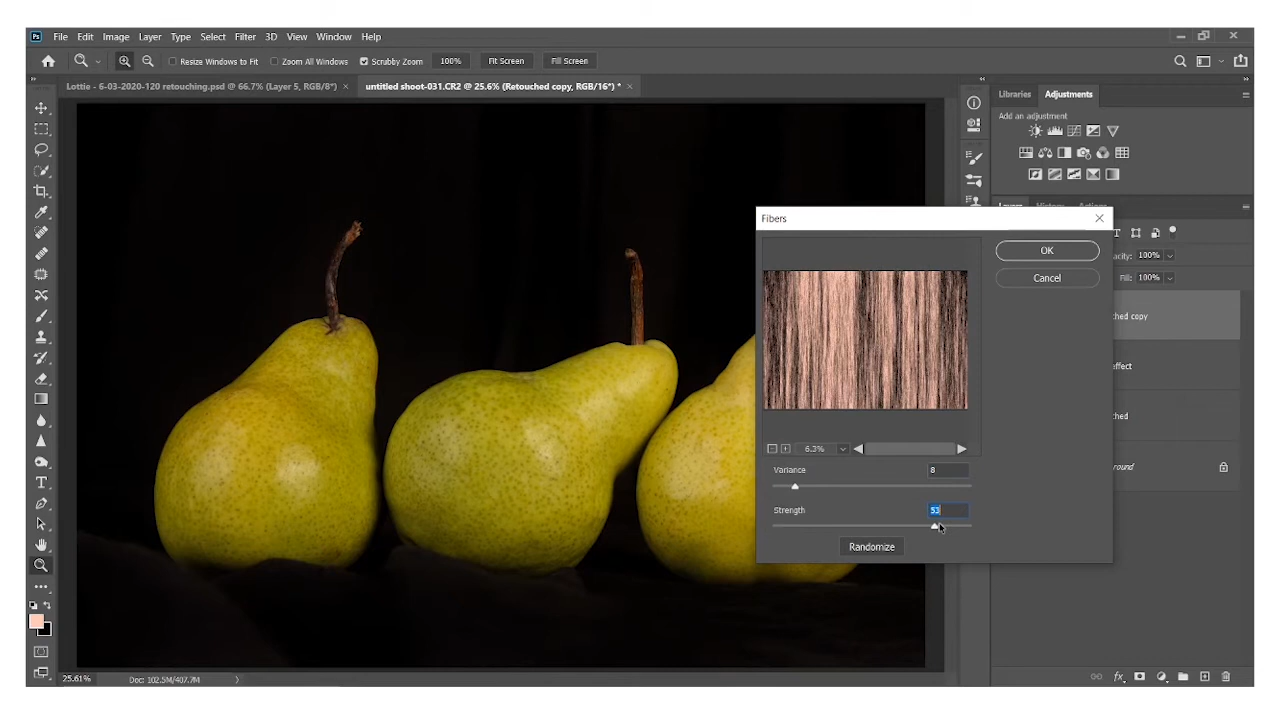 Ps File Edit Image Layer Type Select Filter 3D View Window Help
Resize Windows to Fit Zoom All Windows Scrubby Zoom 100% Fit Screen Fill Screen
Lottie - 6-03-2020-120 retouching.psd @ 66.7% (Layer 5, RGB/8*) × untitled shoot-031.CR2 @ 25.6% (Retouched copy, RGB/16*) * ×
Libraries Adjustments
Add an adjustment
Fibers
OK
Cancel
acity: 100%
Fill: 100%
hed copy
ffect
hed
round
6.3%
Variance 8
Strength 53
Randomize
25.61% Doc: 102.5M/407.7M